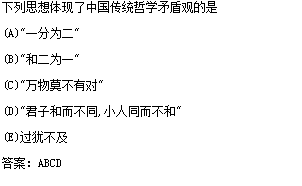 下列思想体现了中国传统哲学矛盾观的是
(A)"一分为二"
(B)"和二为一"
(C)"万物莫不有对"
(D)"君子和而不同,小人同而不和"
(E)过犹不及
答案: ABCD